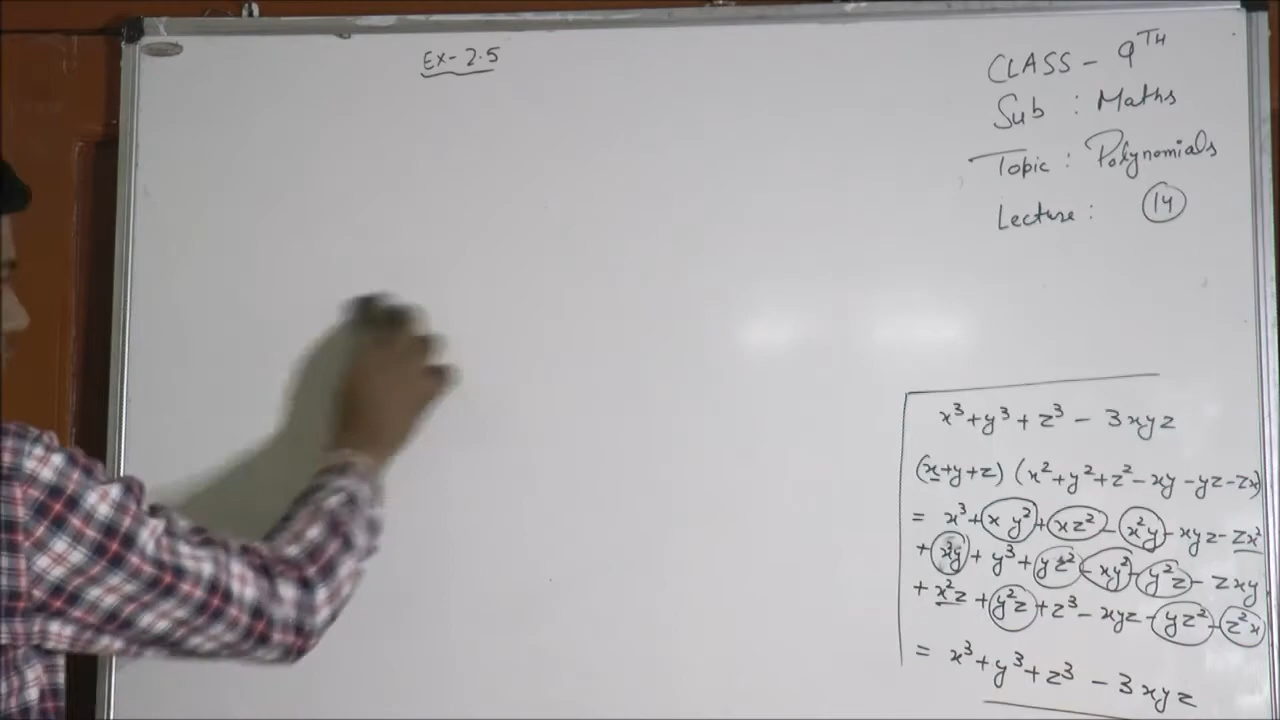 Ex- 2.5
CLASS - 9TH
Sub : Maths
Topic : Polynomials
Lecture : 14
x³+y³+z³ - 3xyz
(x+y+z) (x²+y²+z²-xy-yz-zx)
= x³+xy²+xz²-x²y-xyz-zx²
+x²y+y³+yz²-xy²-y²z-zxy
+x²z+y²z+z³-xyz-yz²-z²x
= x³+y³+z³-3xyz